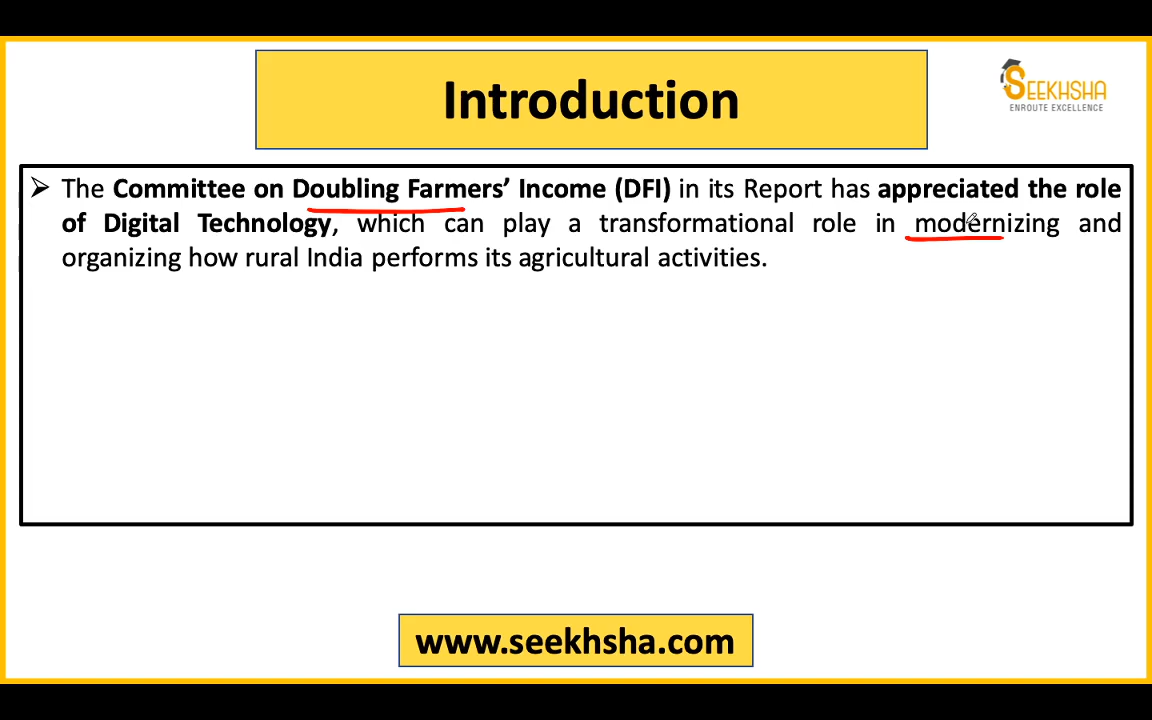 Introduction
SEEKHSHA
ENROUTE EXCELLENCE
➢ The Committee on Doubling Farmers’ Income (DFI) in its Report has appreciated the role
of Digital Technology, which can play a transformational role in modernizing and
organizing how rural India performs its agricultural activities.
www.seekhsha.com